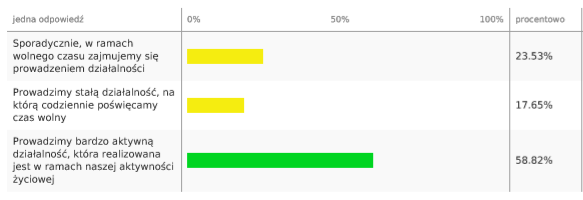 jedna odpowiedź 0% 50% 100% procentowo
Sporadycznie, w ramach
wolnego czasu zajmujemy się
prowadzeniem działalności
23.53%
Prowadzimy stałą działalność, na
którą codziennie poświęcamy
czas wolny
17.65%
Prowadzimy bardzo aktywną
działalność, która realizowana
jest w ramach naszej aktywności
życiowej
58.82%